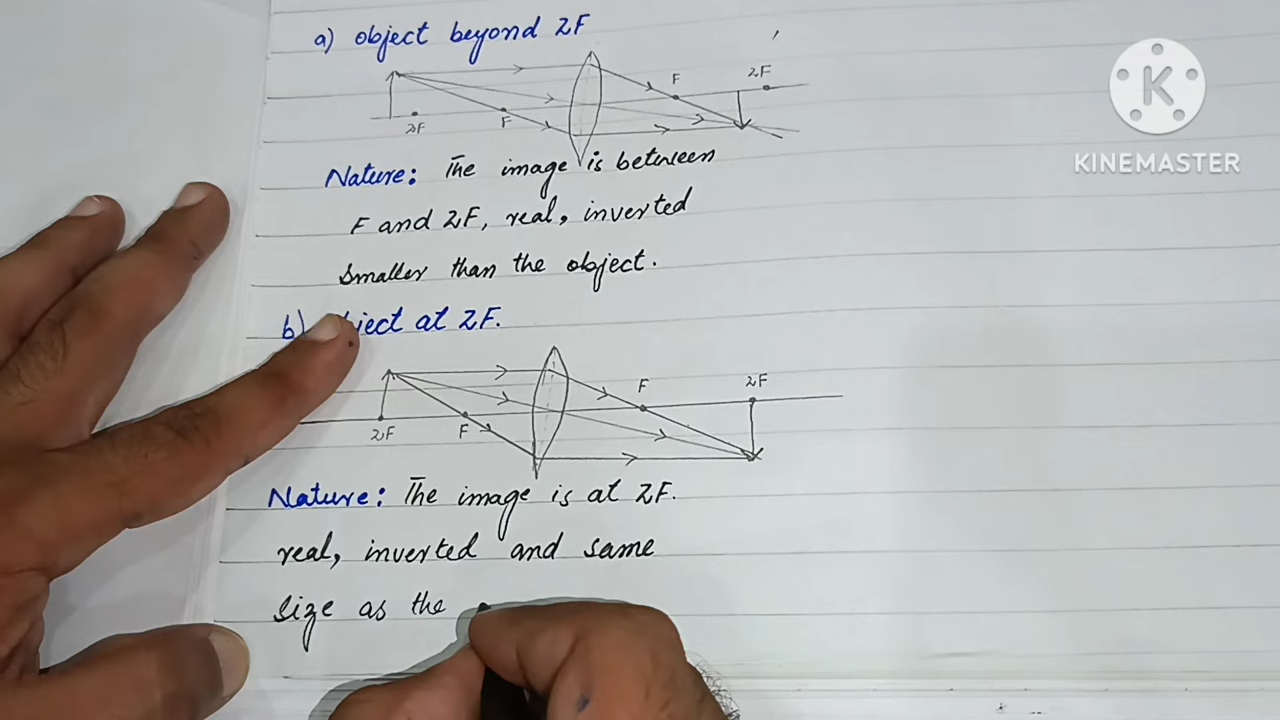 a) object beyond 2F
F
2F
2F
F
Nature: The image is between
F and 2F, real, inverted
smaller than the object.
b) object at 2F.
F
2F
2F
F
Nature: The image is at 2F.
real, inverted and same
size as the
K
KINEMASTER